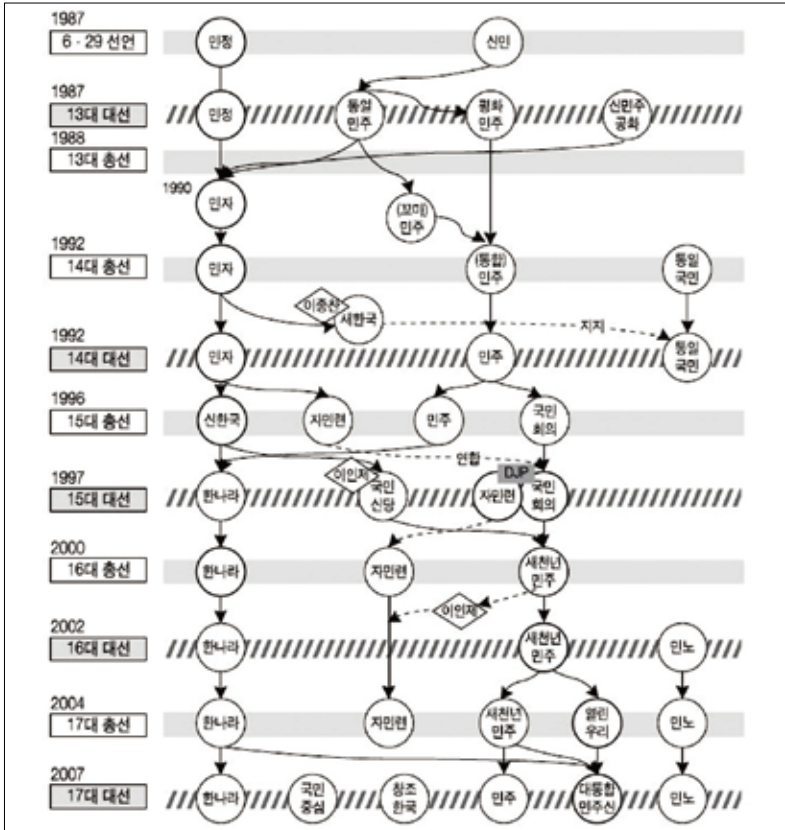 1987
6·29 선언
민정
신민
1987
13대 대선
민정
통일
민주
평화
민주
신민주
공화
1988
13대 총선
1990
민자
(꼬마)
민주
1992
14대 총선
민자
(통합)
민주
통일
국민
이종찬
새한국
지지
1992
14대 대선
민자
민주
통일
국민
1996
15대 총선
신한국
자민련
민주
국민
회의
연합
1997
15대 대선
한나라
이인제
국민
신당
자민련
DJP
국민
회의
2000
16대 총선
한나라
자민련
새천년
민주
이인제
2002
16대 대선
한나라
새천년
민주
민노
2004
17대 총선
한나라
자민련
새천년
민주
열린
우리
민노
2007
17대 대선
한나라
국민
중심
창조
한국
민주
대통합
민주신
민노